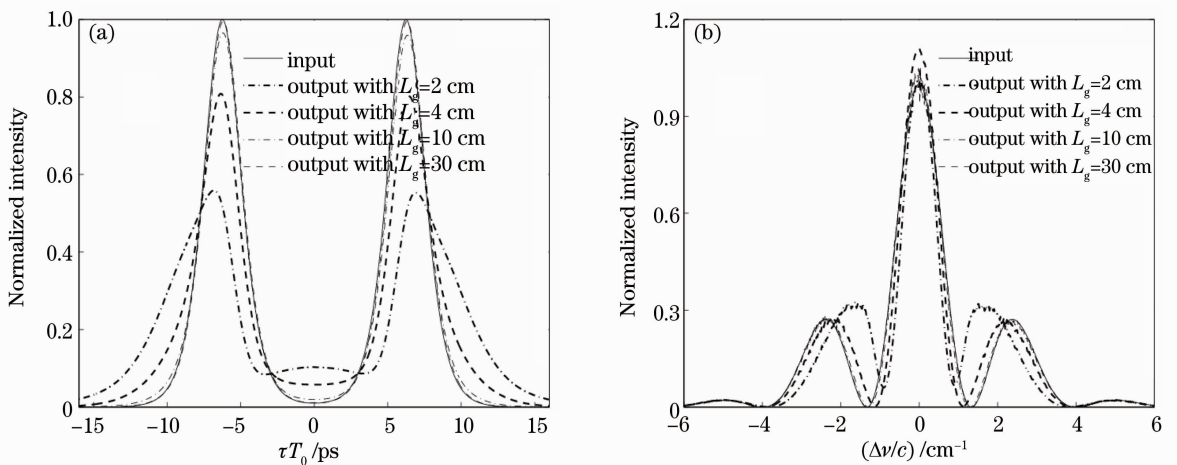 (a)
1.0
0.8
0.6
0.4
0.2
0
Normalized intensity
input
output with Lg=2 cm
output with Lg=4 cm
output with Lg=10 cm
output with Lg=30 cm
−15 −10 −5 0 5 10 15
τT0/ps
(b)
1.2
0.9
0.6
0.3
0
Normalized intensity
input
output with Lg=2 cm
output with Lg=4 cm
output with Lg=10 cm
output with Lg=30 cm
−6 −4 −2 0 2 4 6
(Δν/c) /cm−1